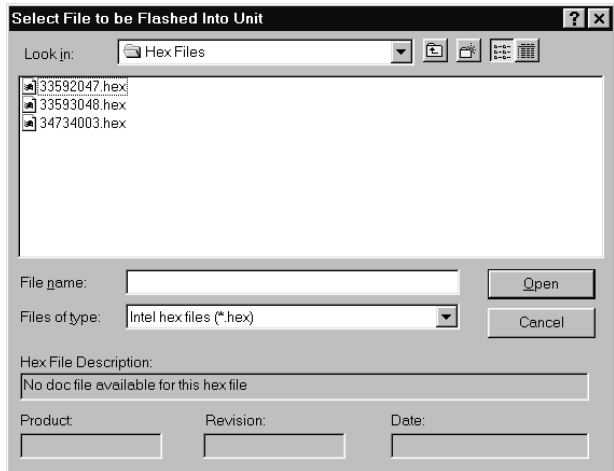 Select File to be Flashed Into Unit
Look in: Hex Files
33592047.hex
33593048.hex
34734003.hex
File name: Open
Files of type: Intel hex files (*.hex) Cancel
Hex File Description:
No doc file available for this hex file
Product: Revision: Date: